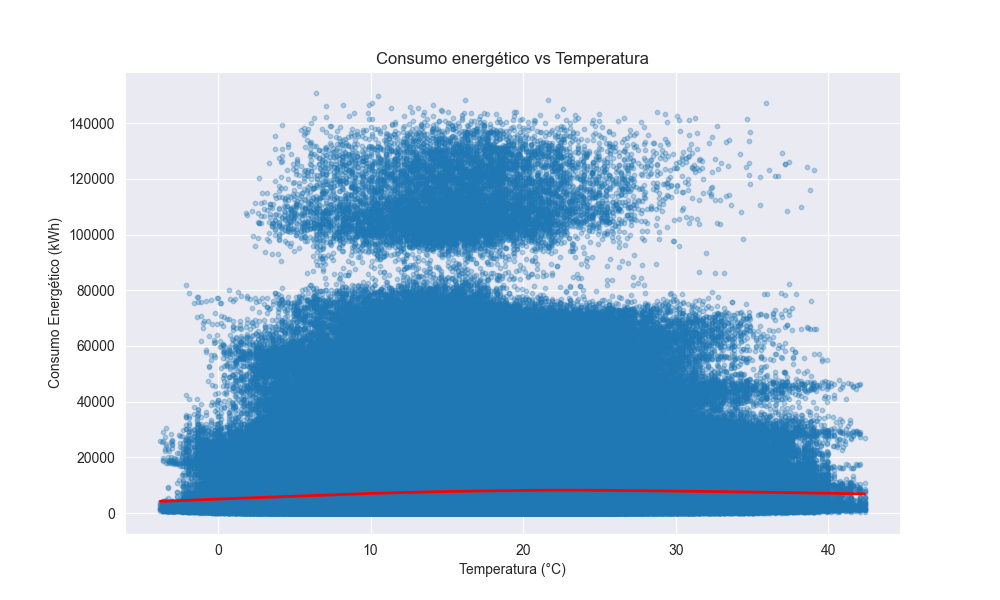 Consumo energético vs Temperatura
Consumo Energético (kWh)
140000
120000
100000
80000
60000
40000
20000
0
0 10 20 30 40
Temperatura (°C)